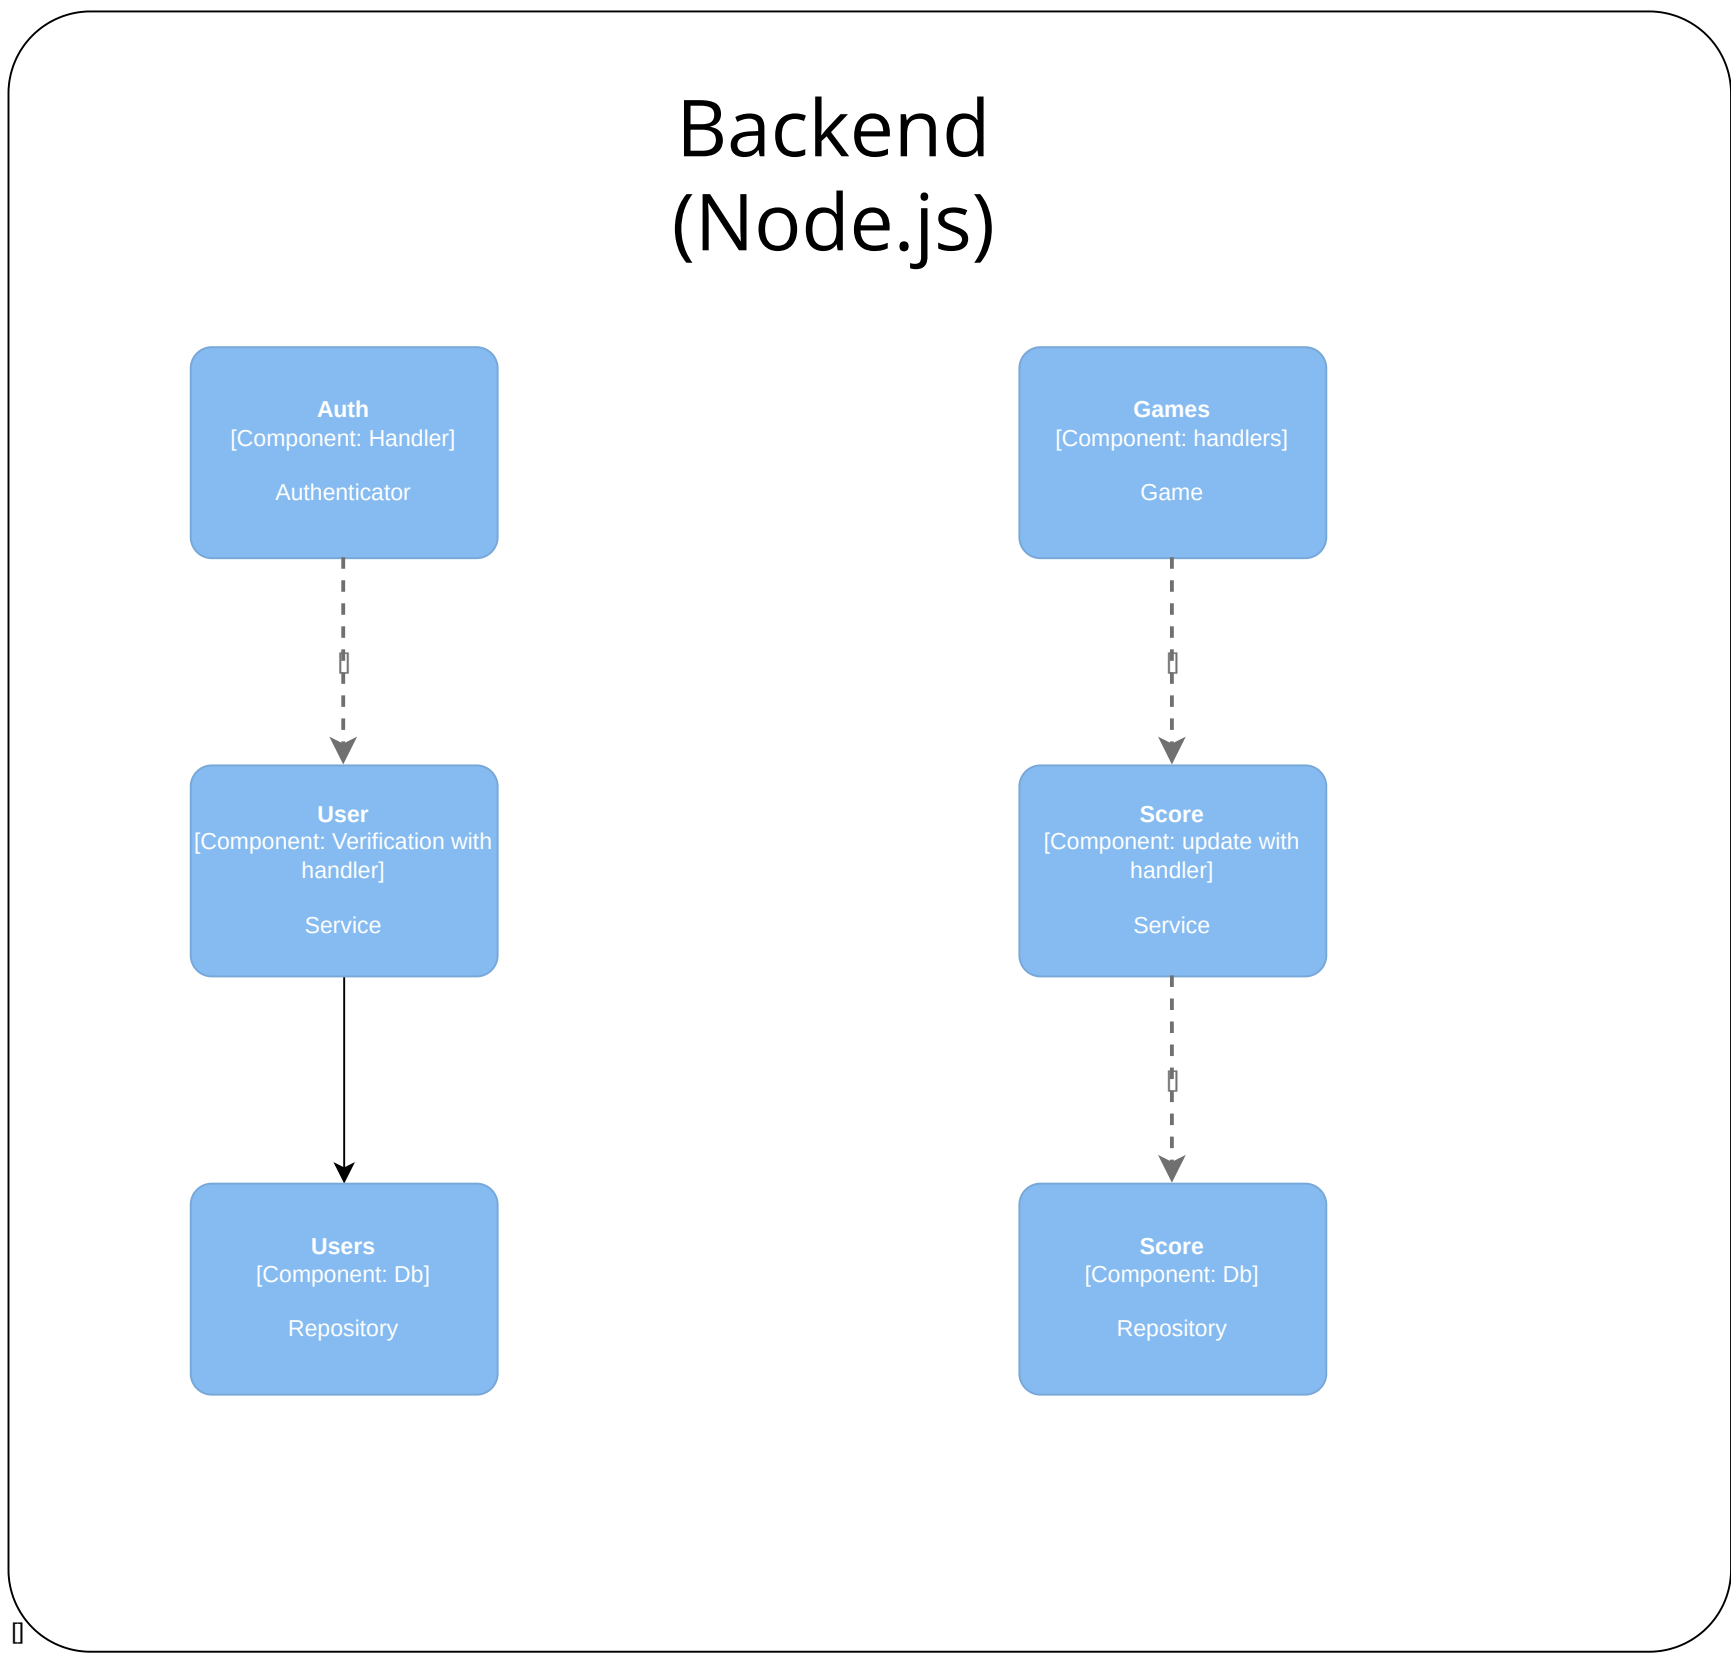 Backend
(Node.js)
Auth
[Component: Handler]
Authenticator
Games
[Component: handlers]
Game
User
[Component: Verification with
handler]
Service
Score
[Component: update with
handler]
Service
Users
[Component: Db]
Repository
Score
[Component: Db]
Repository